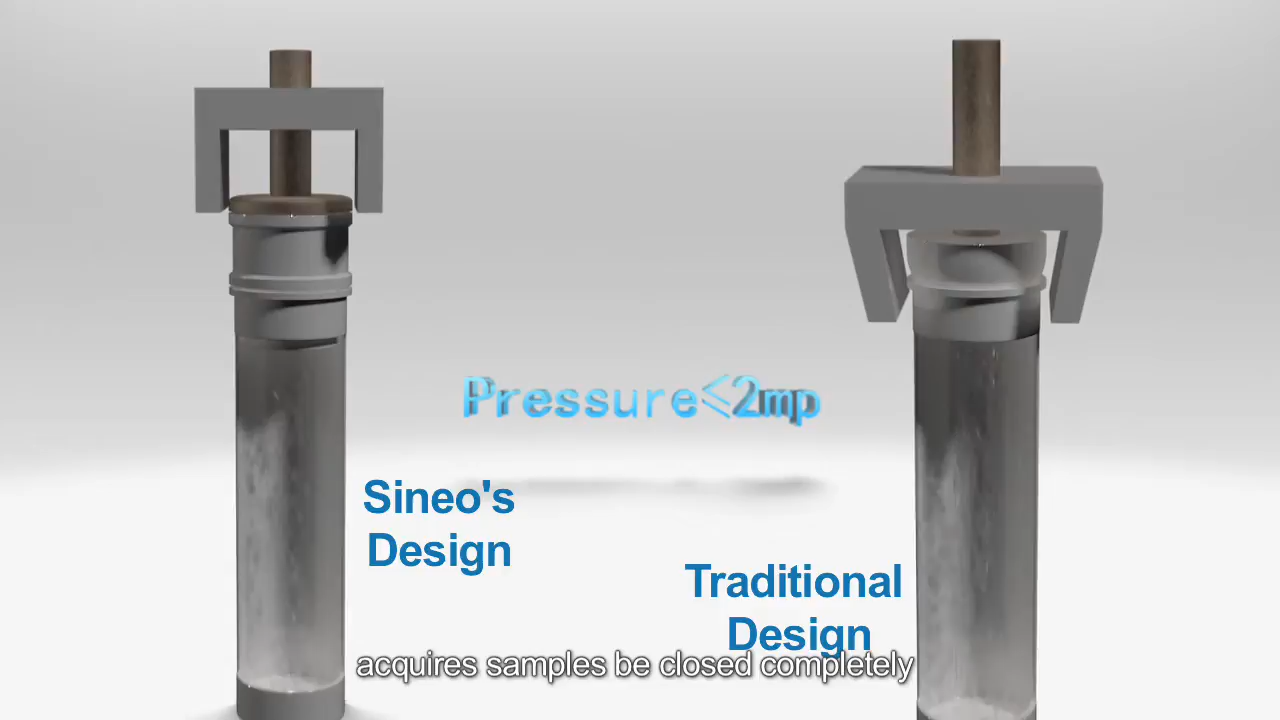 Pressure≤2mp
Sineo's
Design
Traditional
Design
acquires samples be closed completely